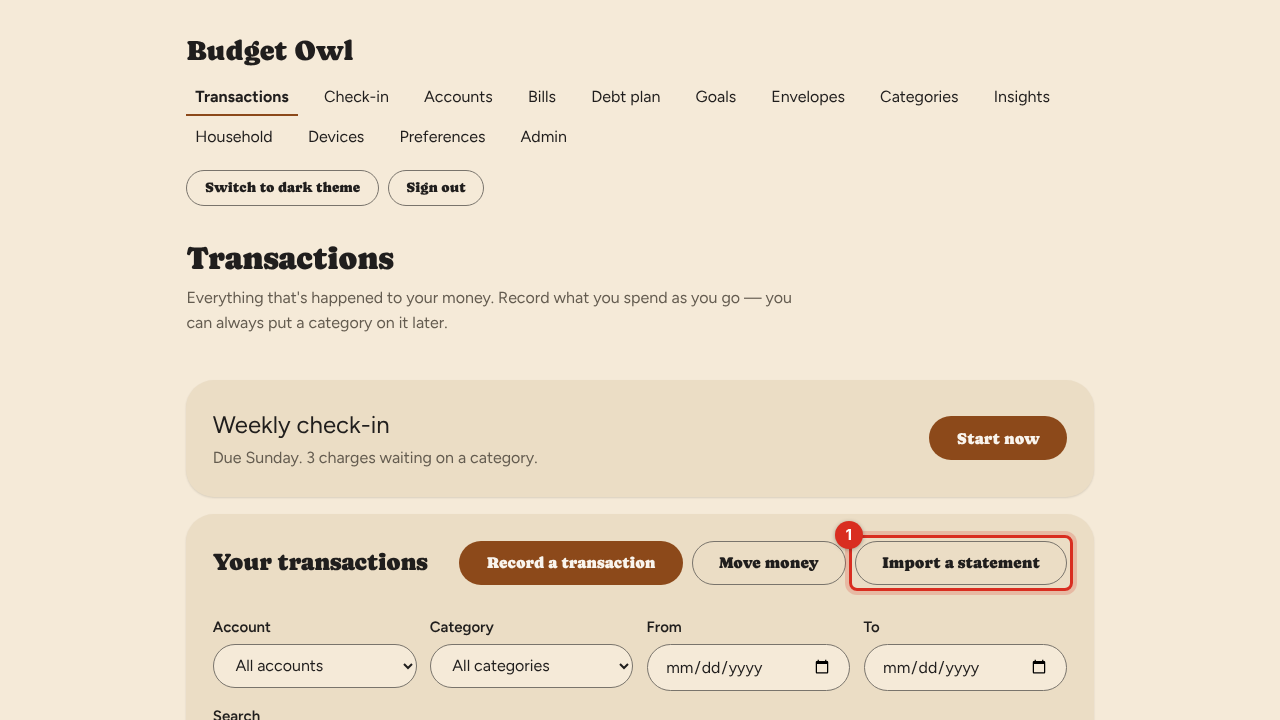 Budget Owl
Transactions Check-in Accounts Bills Debt plan Goals Envelopes Categories Insights
Household Devices Preferences Admin
Switch to dark theme Sign out
Transactions
Everything that's happened to your money. Record what you spend as you go — you
can always put a category on it later.
Weekly check-in
Due Sunday. 3 charges waiting on a category.
Start now
1
Your transactions Record a transaction Move money Import a statement
Account Category From To
All accounts All categories mm/dd/yyyy mm/dd/yyyy
Search